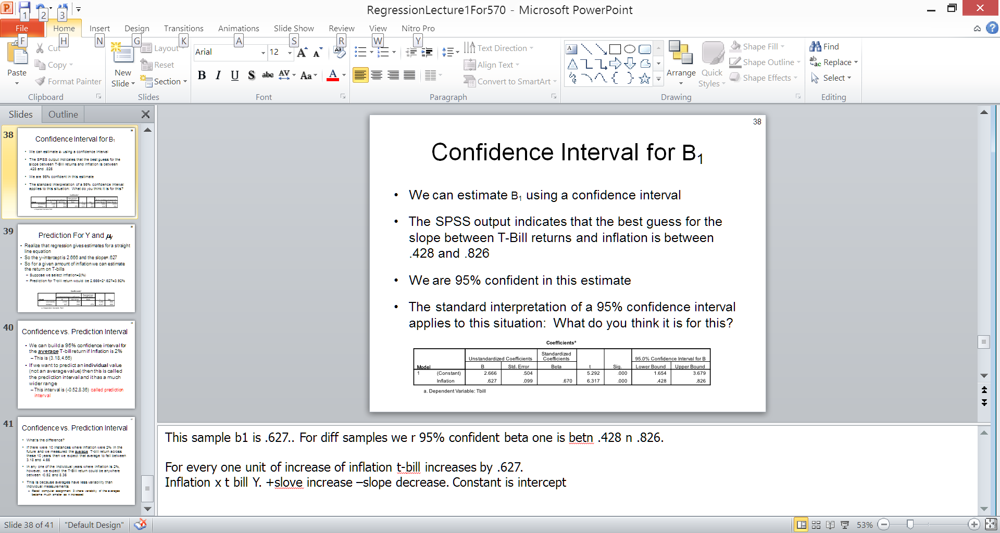 RegressionLecture1For570 - Microsoft PowerPoint
1 2 3
File Home Insert Design Transitions Animations Slide Show Review View Nitro Pro
F H N G K A S R W Y
Paste
Cut
Copy
Format Painter
Clipboard
New
Slide
Layout
Reset
Section
Slides
Arial 12
Font
Paragraph
Text Direction
Align Text
Convert to SmartArt
Arrange
Quick
Styles
Shape Fill
Shape Outline
Shape Effects
Drawing
Find
Replace
Select
Editing
Slides Outline
38
Confidence Interval for B1
• We can estimate B1 using a confidence interval
• The SPSS output indicates that the best guess for the
slope between T-Bill returns and inflation is between
.428 and .826
• We are 95% confident in this estimate
• The standard interpretation of a 95% confidence interval
applies to this situation: What do you think it is for this?
39
Prediction For Y and μy
• Realize that regression gives estimates for a straight
line equation
• So the y-intercept is 2.666 and the slope=.627
• So for a given amount of inflation we can estimate
the return on T-bills
– Suppose we select inflation=2(%)
– Prediction for T-bill return would be 2.666+2*.627=3.92%
40
Confidence vs. Prediction Interval
• We can build a 95% confidence interval for
the average T-bill return if Inflation is 2%
– This is (3.18,4.66)
• If we want to predict an individual value
(not an average value) then this is called
the prediction interval and it has a much
wider range
– This interval is (-0.52,8.36) called prediction
interval
41
Confidence vs. Prediction Interval
• What's the difference?
• If there were 10 instances where inflation were 2% in the
future and we measured the average T-bill return across
these 10 years then we expect that average to fall between
3.18 and 4.66
• In any one of the individual years where inflation is 2%,
however, we expect the T-Bill return could be anywhere
between -0.52 and 8.36
• This is because averages have less variability than
individual measurements
– Recall computer assignment 3 where variability of the averages
became much smaller as n increased
38
Confidence Interval for B1
• We can estimate B1 using a confidence interval
• The SPSS output indicates that the best guess for the
slope between T-Bill returns and inflation is between
.428 and .826
• We are 95% confident in this estimate
• The standard interpretation of a 95% confidence interval
applies to this situation: What do you think it is for this?
Coefficientsa
Model Unstandardized Coefficients Standardized Coefficients t Sig. 95.0% Confidence Interval for B
B Std. Error Beta Lower Bound Upper Bound
1 (Constant) 2.666 .504 5.292 .000 1.654 3.679
Inflation .627 .099 .670 6.317 .000 .428 .826
a. Dependent Variable: Tbill
This sample b1 is .627.. For diff samples we r 95% confident beta one is betn .428 n .826.
For every one unit of increase of inflation t-bill increases by .627.
Inflation x t bill Y. +slove increase –slope decrease. Constant is intercept
Slide 38 of 41 "Default Design" 53%